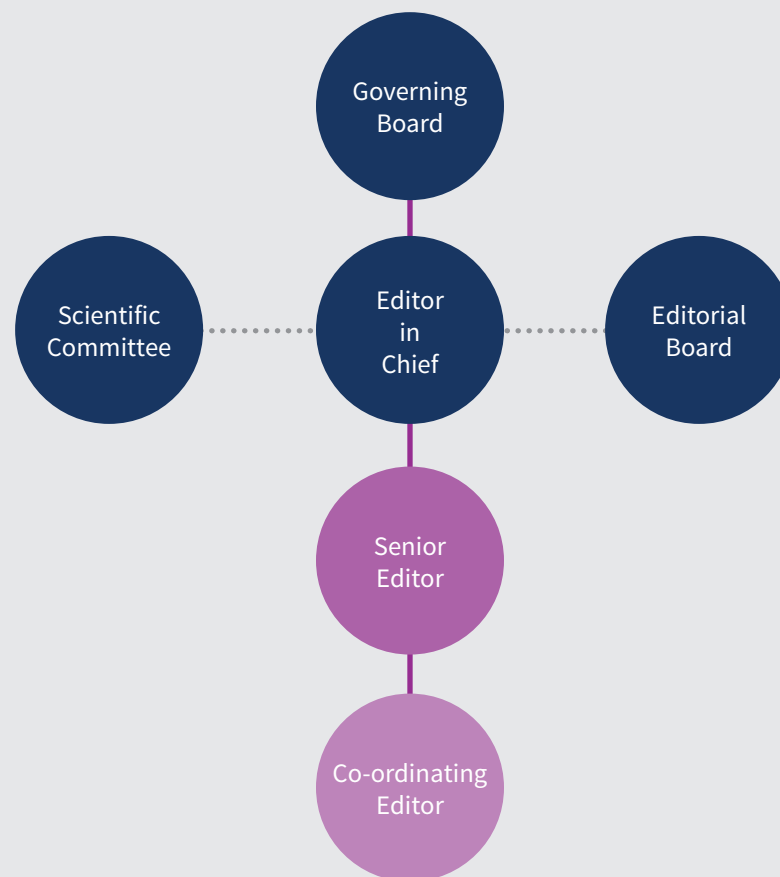 Governing
Board
Scientific
Committee
Editor
in
Chief
Editorial
Board
Senior
Editor
Co-ordinating
Editor